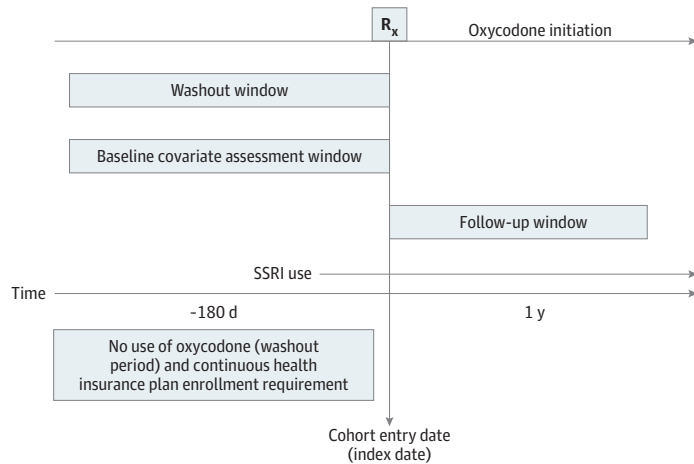 Rx
Oxycodone initiation
Washout window
Baseline covariate assessment window
Follow-up window
SSRI use
Time
-180 d
1 y
No use of oxycodone (washout
period) and continuous health
insurance plan enrollment requirement
Cohort entry date
(index date)